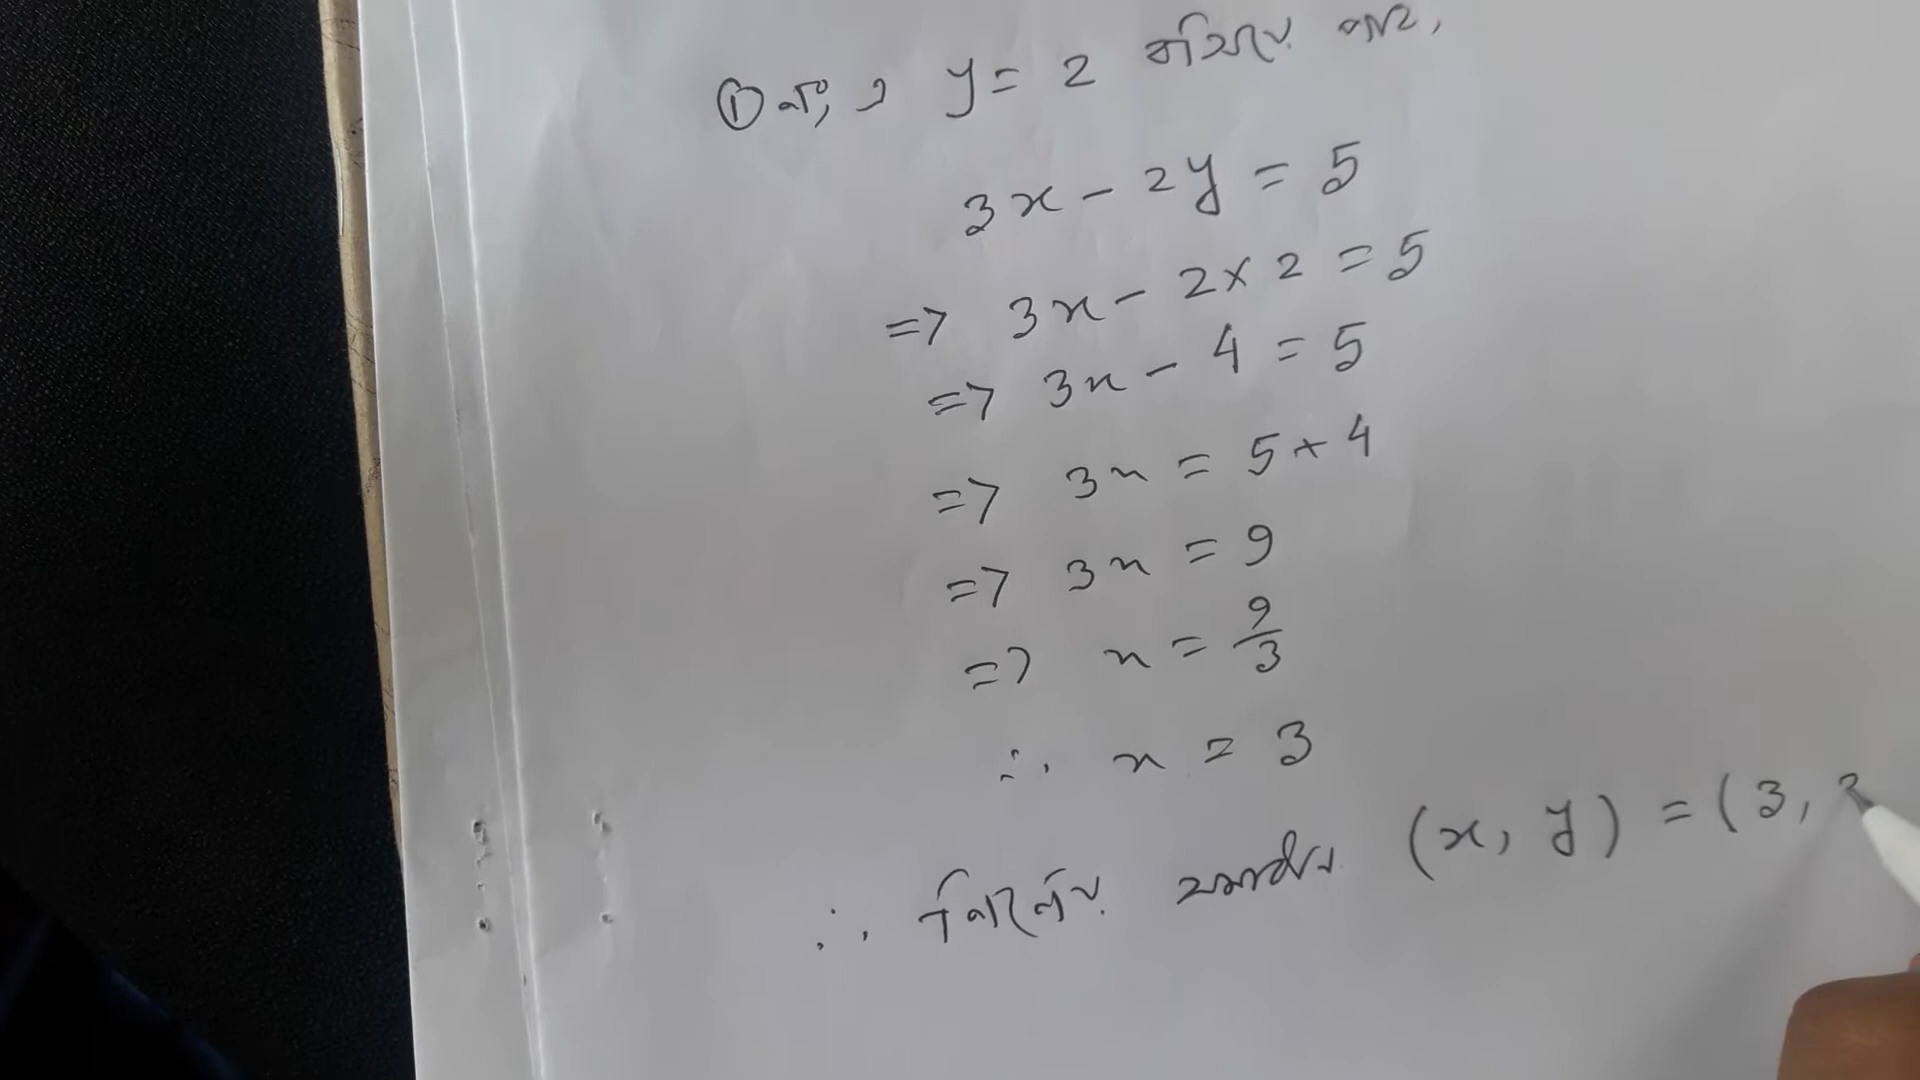 ① নং এ y = 2 বসিয়ে পাই,
3x - 2y = 5
=> 3x - 2 × 2 = 5
=> 3x - 4 = 5
=> 3x = 5 + 4
=> 3x = 9
=> x = 9/3
∴ x = 3
∴ নির্ণেয় সমাধান (x, y) = (3, 2